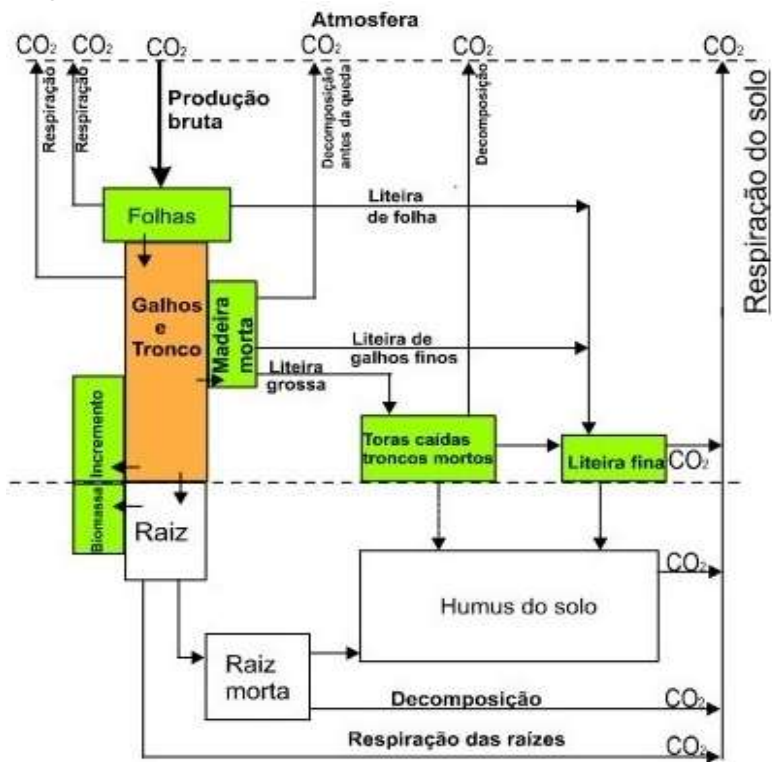 Atmosfera
CO2
CO2
CO2
CO2
CO2
CO2
Respiração
Respiração
Produção
bruta
Decomposição
antes da queda
Decomposição
Respiração do solo
Folhas
Liteira
de folha
Galhos
e
Tronco
Madeira
morta
Liteira de
galhos finos
Liteira
grossa
Incremento
Biomassa
Toras caídas
troncos mortos
Liteira fina
CO2
Raiz
Humus do solo
CO2
Raiz
morta
Decomposição
CO2
Respiração das raízes
CO2